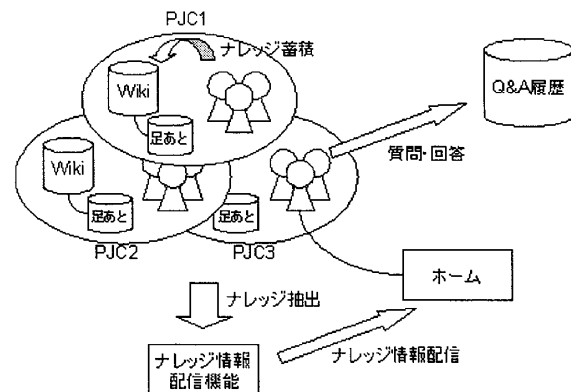 PJC1
ナレッジ蓄積
Wiki
足あと
Q&A履歴
質問・回答
Wiki
足あと
足あと
PJC2
PJC3
ホーム
ナレッジ抽出
ナレッジ情報配信
ナレッジ情報
配信機能